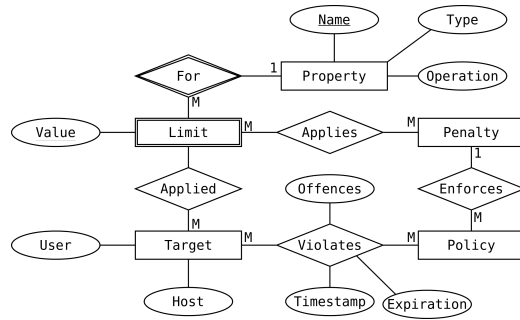 Name
Type
For
1
Property
Operation
M
Value
Limit
M
Applies
M
Penalty
1
Applied
Offences
Enforces
M
M
User
Target
M
Violates
M
Policy
Host
Timestamp
Expiration